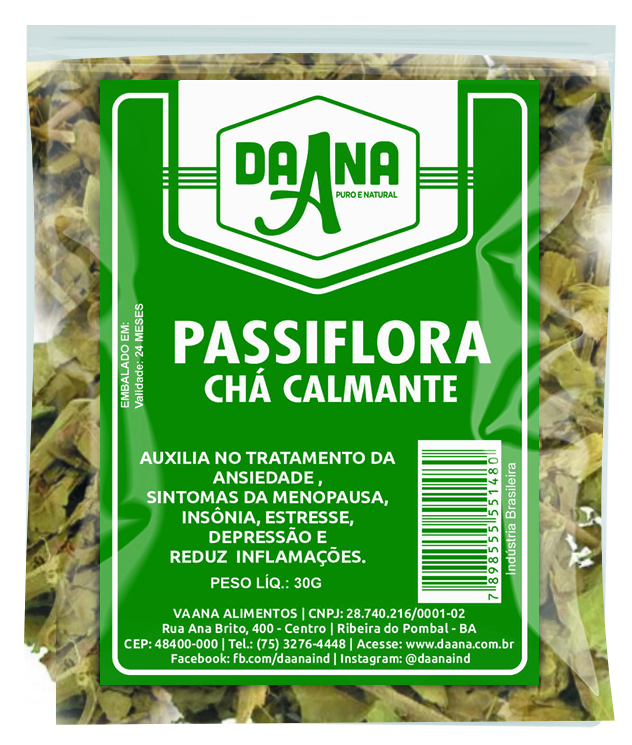 DAANA
PURO E NATURAL
EMBALADO EM:
Validade: 24 MESES
PASSIFLORA
CHÁ CALMANTE
AUXILIA NO TRATAMENTO DA
ANSIEDADE ,
SINTOMAS DA MENOPAUSA,
INSÔNIA, ESTRESSE,
DEPRESSÃO E
REDUZ INFLAMAÇÕES.
PESO LÍQ.: 30G
7898555551480
Indústria Brasileira
VAANA ALIMENTOS | CNPJ: 28.740.216/0001-02
Rua Ana Brito, 400 - Centro | Ribeira do Pombal - BA
CEP: 48400-000 | Tel.: (75) 3276-4448 | Acesse: www.daana.com.br
Facebook: fb.com/daanaind | Instagram: @daanaind